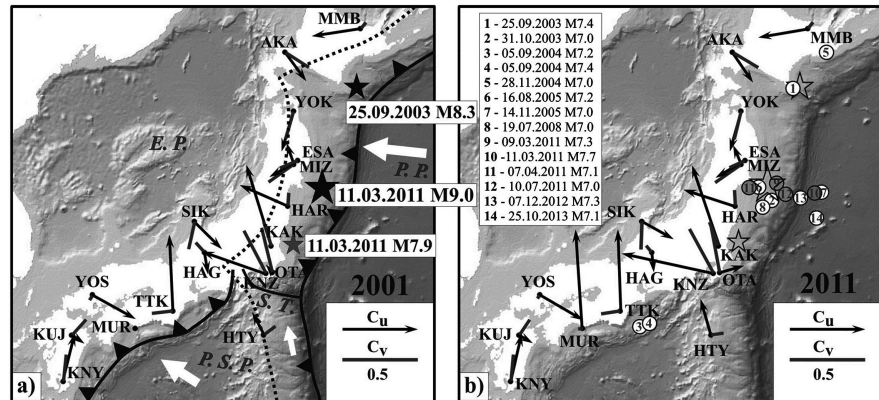 MMB
AKA
YOK
25.09.2003 M8.3
E. P.
P. P.
ESA
MIZ
11.03.2011 M9.0
HAR
SIK
KAK
11.03.2011 M7.9
HAG
OTA
KNZ
2001
YOS
TTK
S. T.
MUR
HTY
KUJ
P. S. P.
KNY
Cu
Cv
0.5
a)
1 - 25.09.2003 M7.4
2 - 31.10.2003 M7.0
3 - 05.09.2004 M7.2
4 - 05.09.2004 M7.4
5 - 28.11.2004 M7.0
6 - 16.08.2005 M7.2
7 - 14.11.2005 M7.0
8 - 19.07.2008 M7.0
9 - 09.03.2011 M7.3
10 -11.03.2011 M7.7
11 - 07.04.2011 M7.1
12 - 10.07.2011 M7.0
13 - 07.12.2012 M7.3
14 - 25.10.2013 M7.1
MMB
5
AKA
1
YOK
ESA
MIZ
HAR
8
2
13
7
14
SIK
KAK
HAG
KNZ
OTA
2011
YOS
TTK
3
4
MUR
HTY
KUJ
KNY
Cu
Cv
0.5
b)